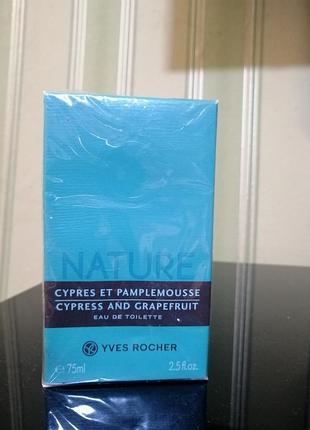 NATURE
CYPRES ET PAMPLEMOUSSE
CYPRESS AND GRAPEFRUIT
EAU DE TOILETTE
YVES ROCHER
℮ 75ml 2.5 fl.oz.